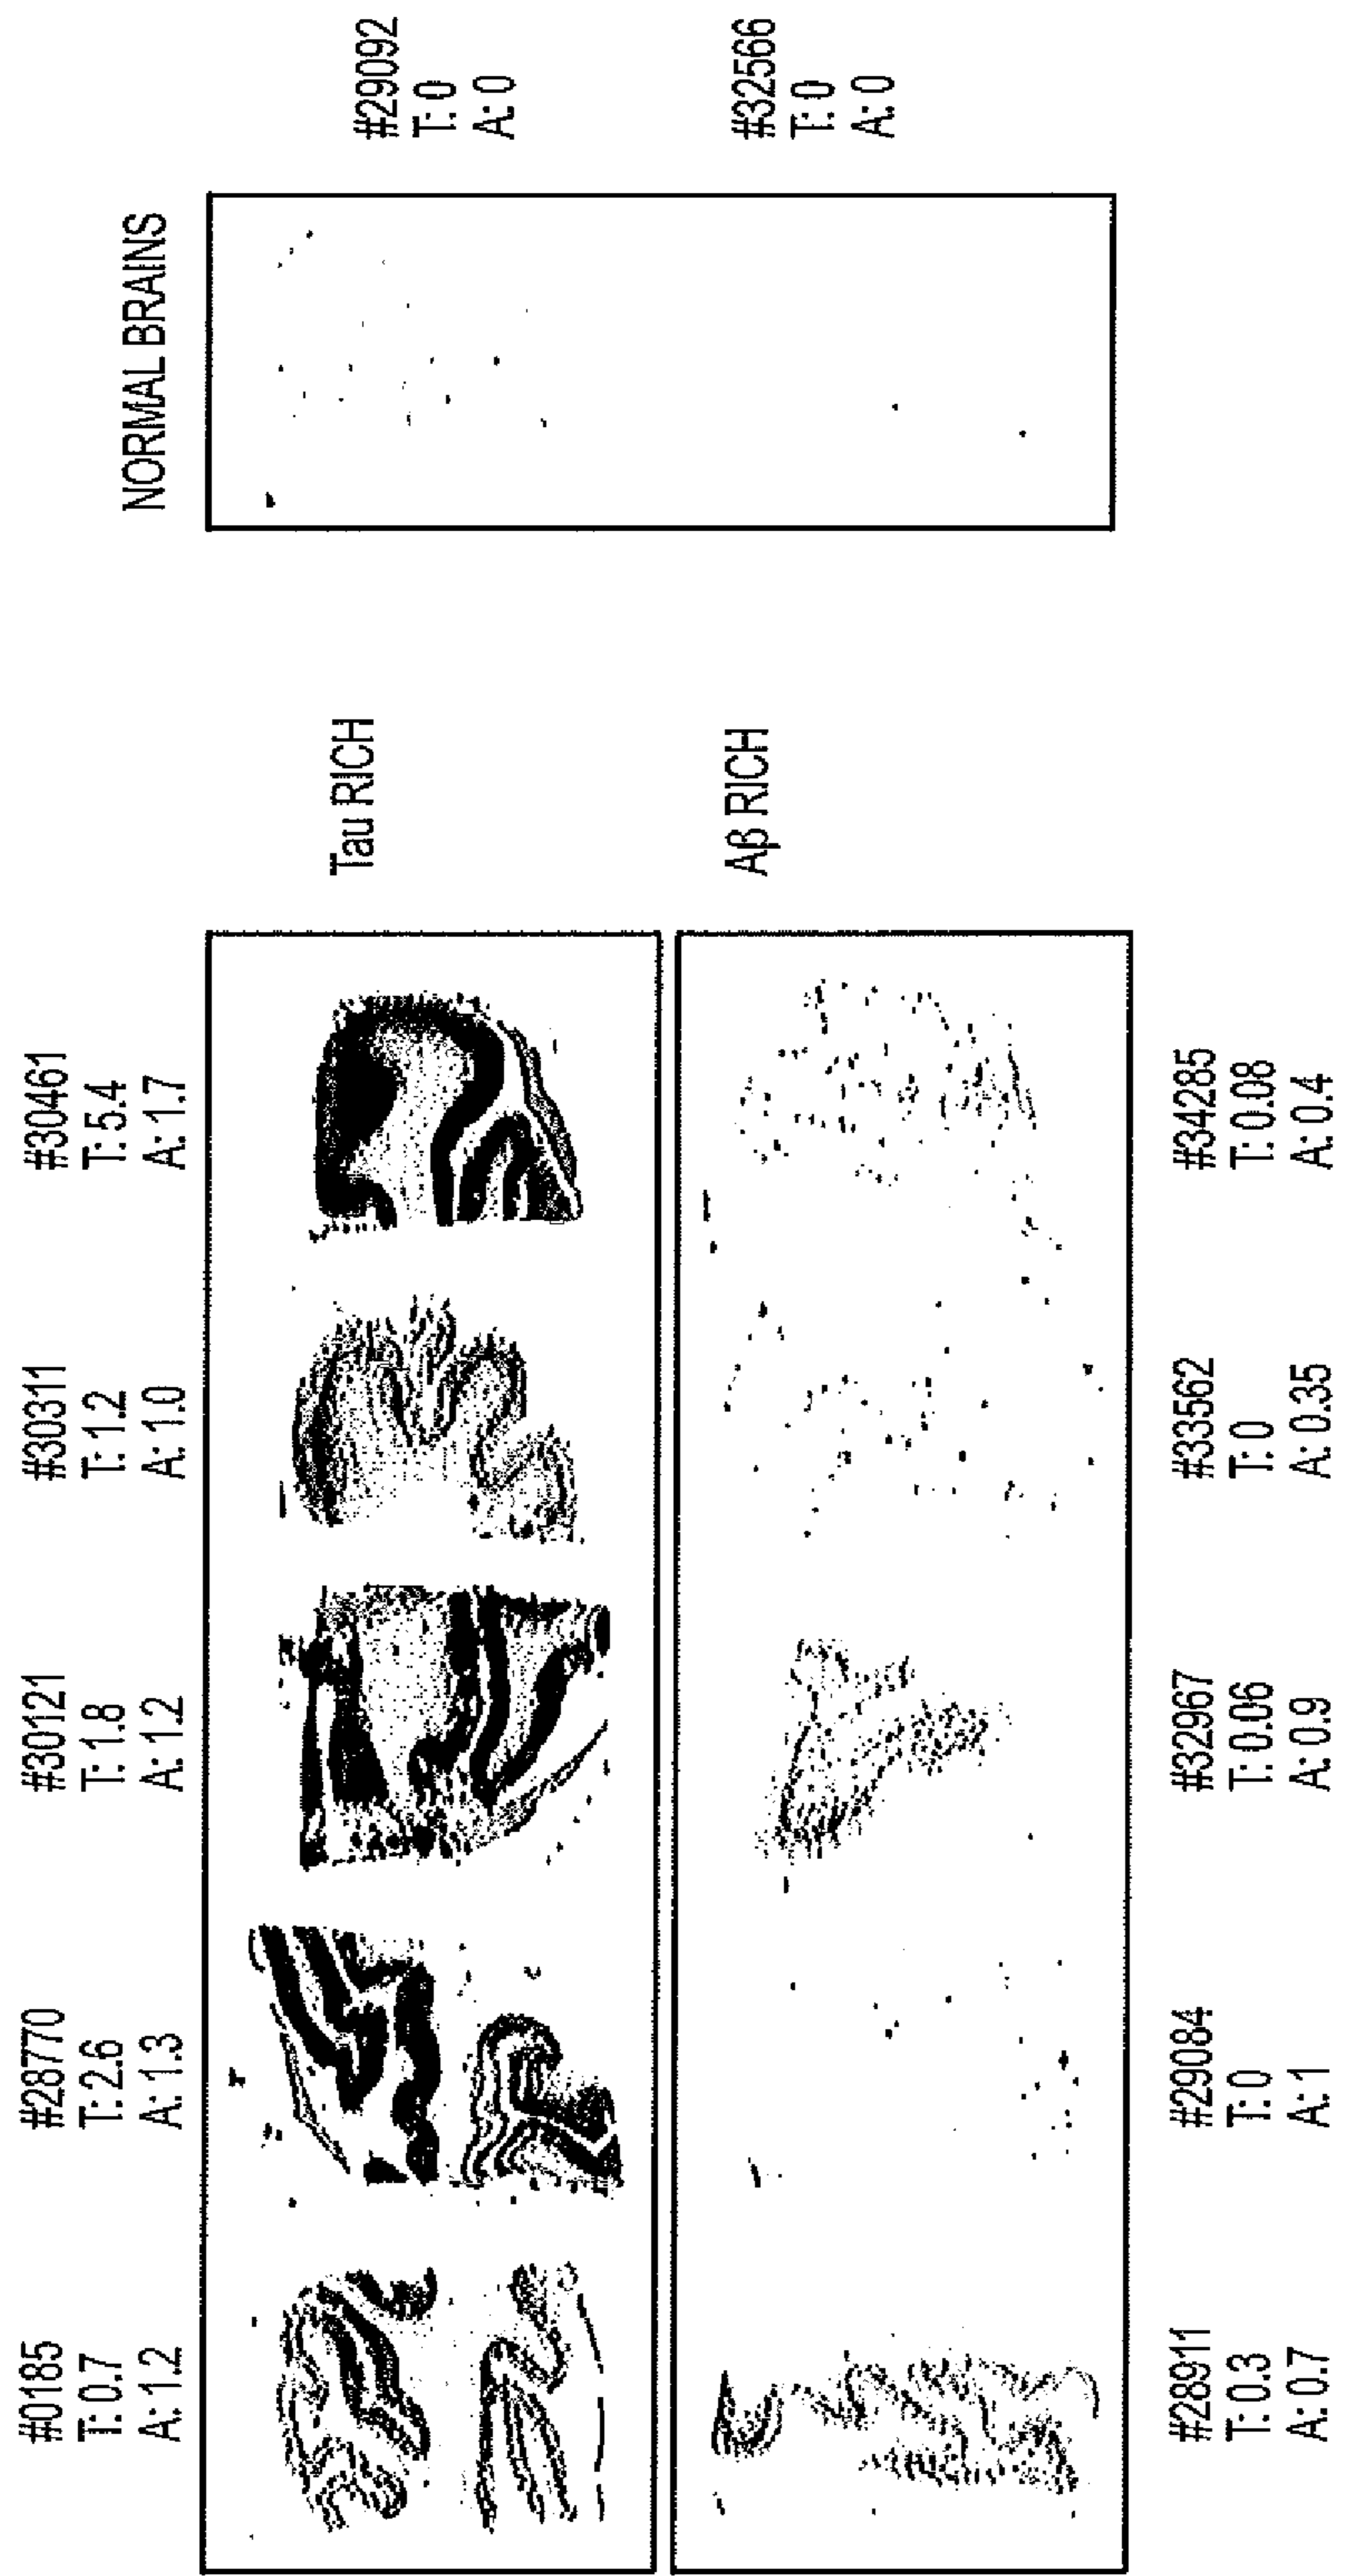 #0185
T: 0.7
A: 1.2
#28770
T: 2.6
A: 1.3
#30121
T: 1.8
A: 1.2
#30311
T: 1.2
A: 1.0
#30461
T: 5.4
A: 1.7
Tau RICH
Aβ RICH
#28911
T: 0.3
A: 0.7
#29084
T: 0
A: 1
#32967
T: 0.06
A: 0.9
#33562
T: 0
A: 0.35
#34285
T: 0.08
A: 0.4
NORMAL BRAINS
#29092
T: 0
A: 0
#32566
T: 0
A: 0